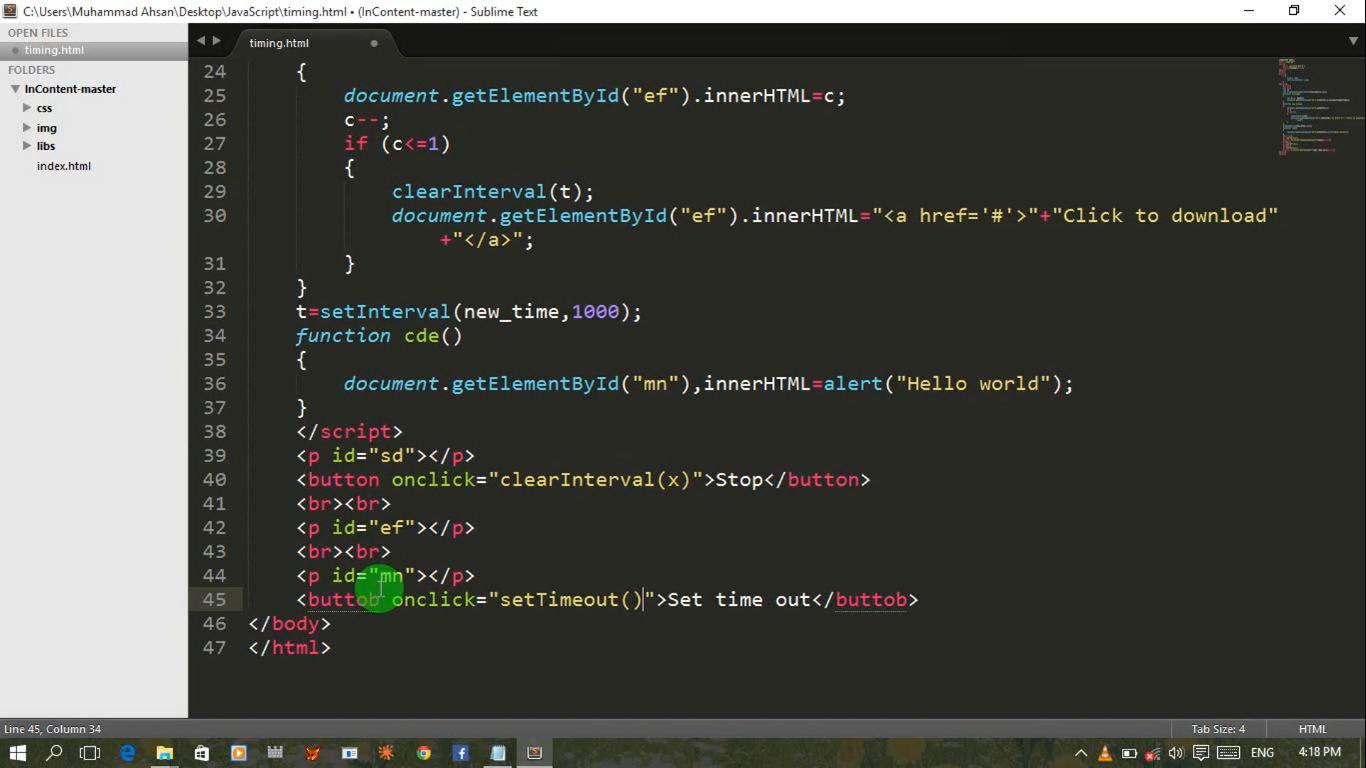 C:\Users\Muhammad Ahsan\Desktop\JavaScript\timing.html • (InContent-master) - Sublime Text
OPEN FILES
timing.html
FOLDERS
InContent-master
css
img
libs
index.html
timing.html
24 {
25 document.getElementById("ef").innerHTML=c;
26 c--;
27 if (c<=1)
28 {
29 clearInterval(t);
30 document.getElementById("ef").innerHTML="<a href='#'>"+"Click to download"
+"</a>";
31 }
32 }
33 t=setInterval(new_time,1000);
34 function cde()
35 {
36 document.getElementById("mn"),innerHTML=alert("Hello world");
37 }
38 </script>
39 <p id="sd"></p>
40 <button onclick="clearInterval(x)">Stop</button>
41 <br><br>
42 <p id="ef"></p>
43 <br><br>
44 <p id="mn"></p>
45 <buttob onclick="setTimeout()">Set time out</buttob>
46 </body>
47 </html>
Line 45, Column 34
Tab Size: 4
HTML
ENG
4:18 PM